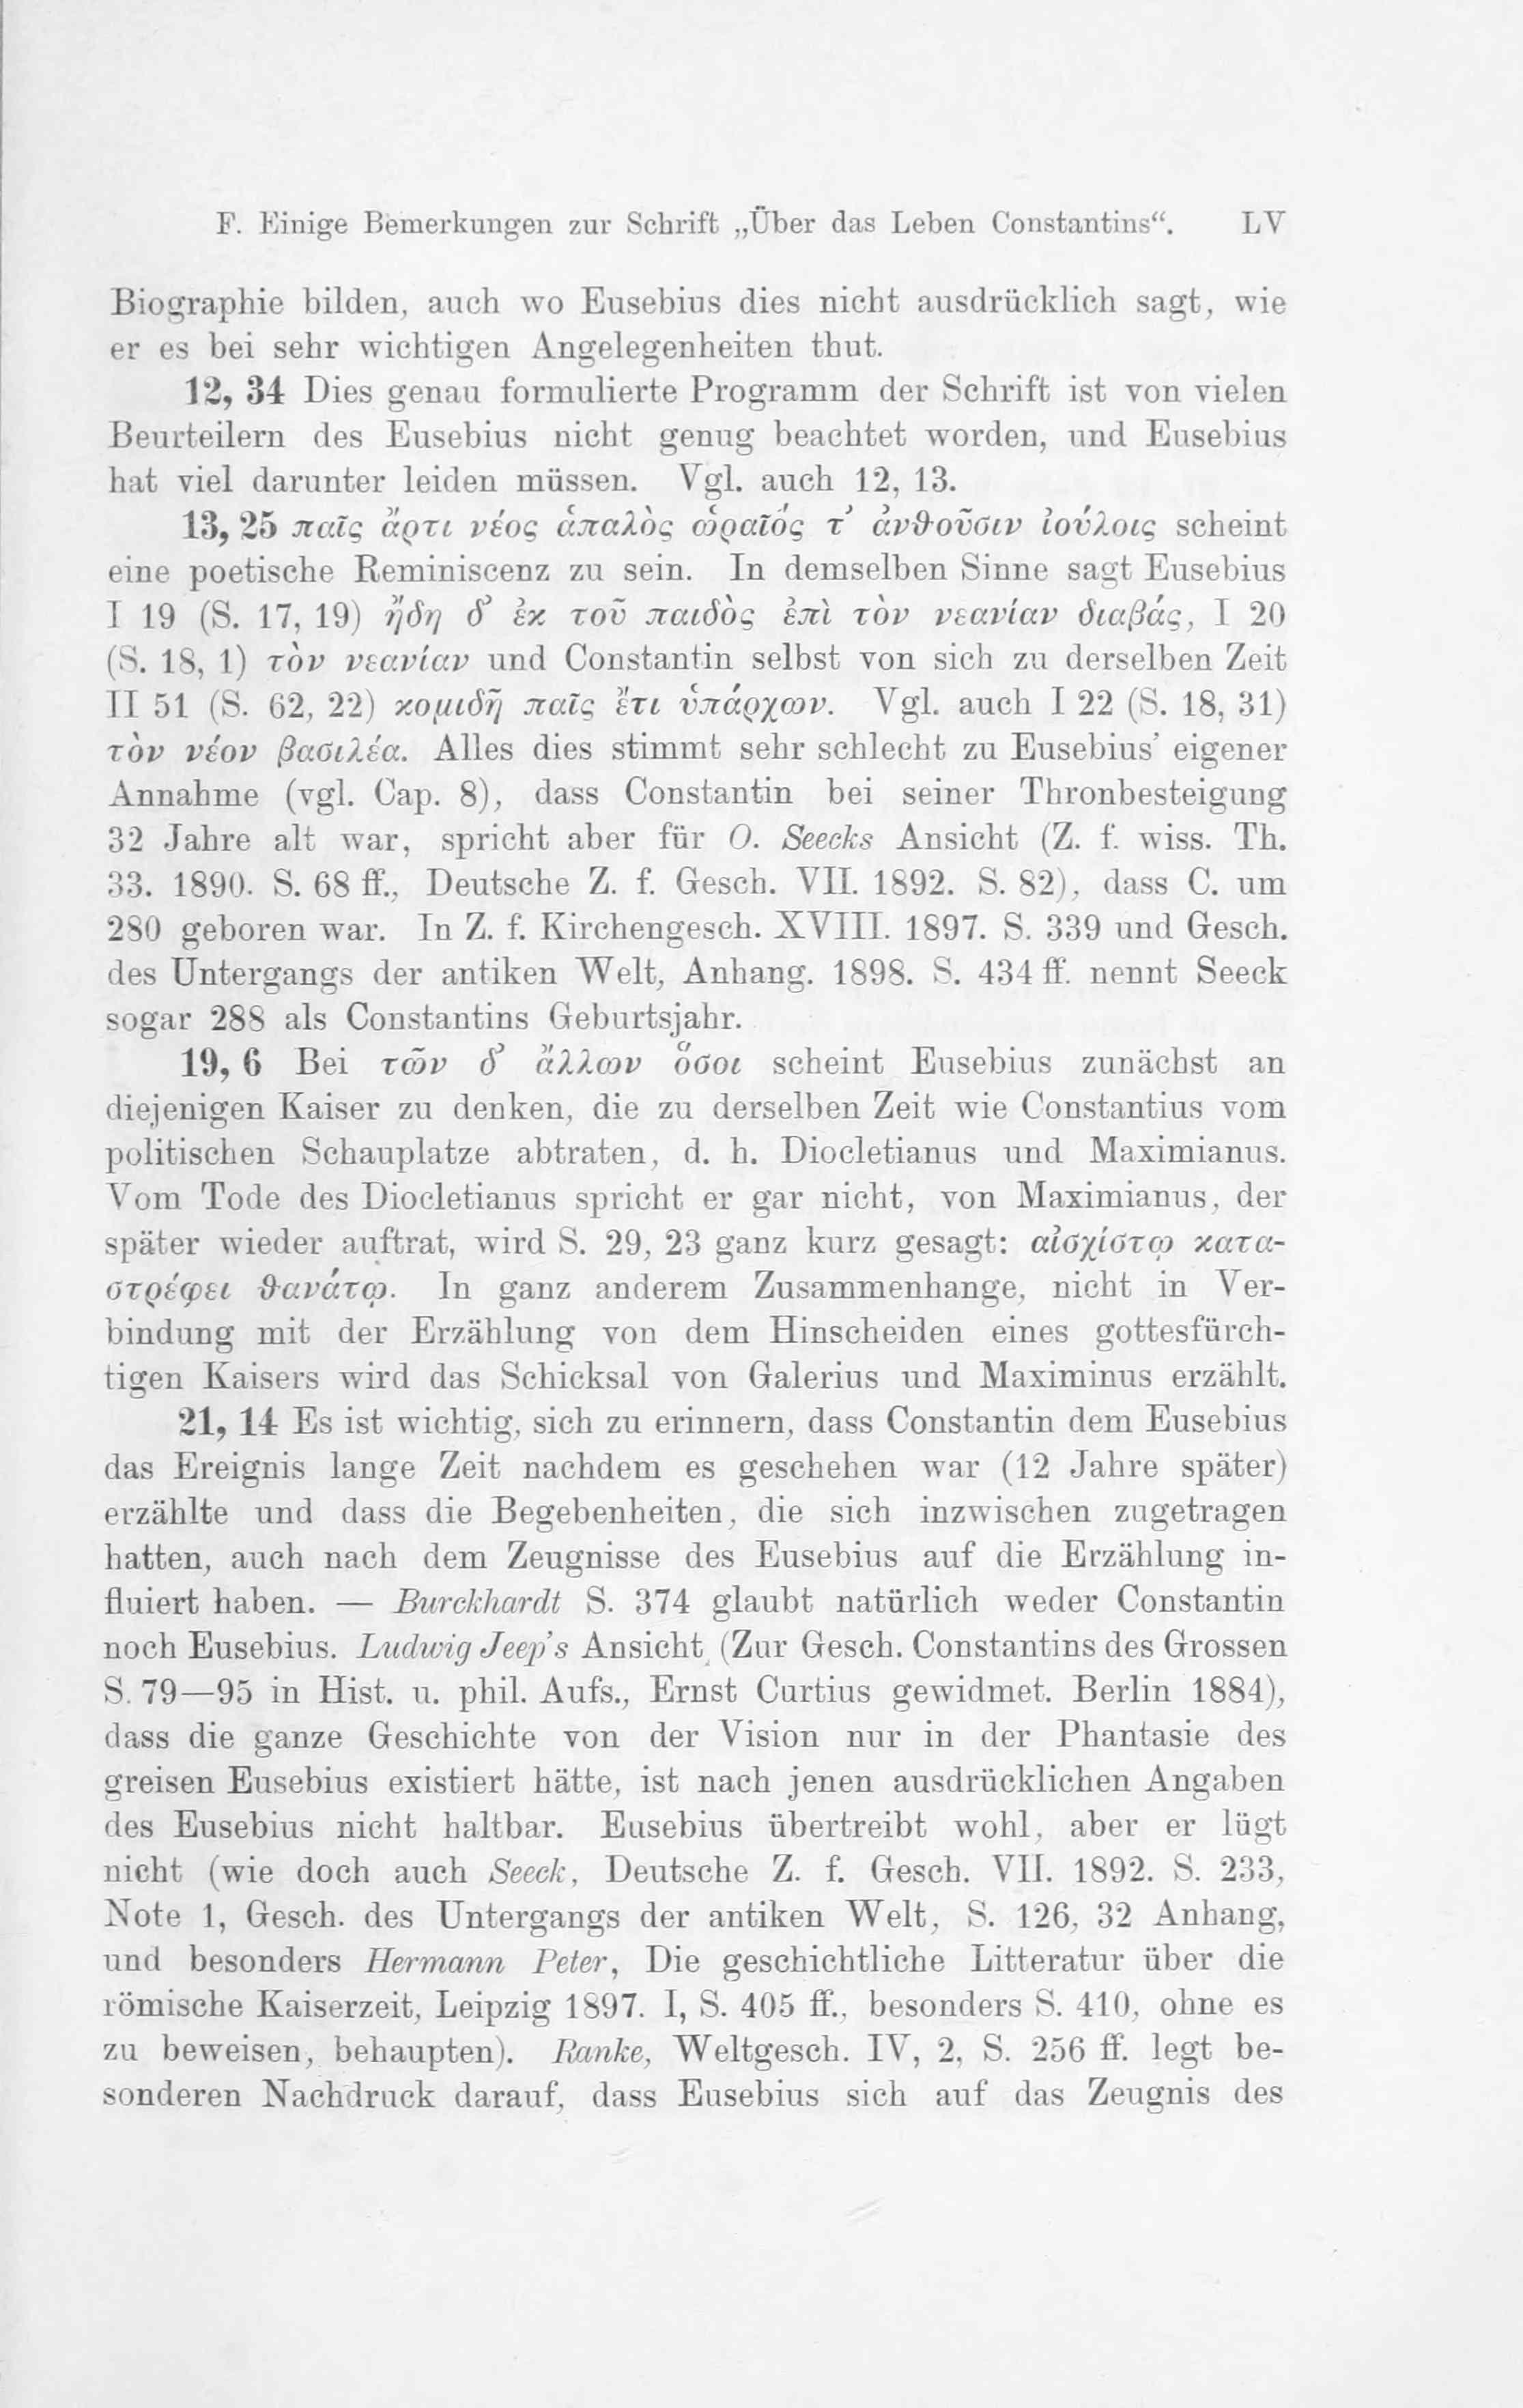 F. Einige Bemerkungen zur Schrift „Über das Leben Constantins“. LV
Biographie bilden, auch wo Eusebius dies nicht ausdrücklich sagt, wie
er es bei sehr wichtigen Angelegenheiten thut.
12, 34 Dies genau formulierte Programm der Schrift ist von vielen
Beurteilern des Eusebius nicht genug beachtet worden, und Eusebius
hat viel darunter leiden müssen. Vgl. auch 12, 13.
13, 25 παῖς ἄρτι νέος ἁπαλὸς ὡραῖός τ’ ἀνθοῦσιν ἰούλοις scheint
eine poetische Reminiscenz zu sein. In demselben Sinne sagt Eusebius
I 19 (S. 17, 19) ἤδη δ’ ἐκ τοῦ παιδὸς ἐπὶ τὸν νεανίαν διαβάς, I 20
(S. 18, 1) τὸν νεανίαν und Constantin selbst von sich zu derselben Zeit
II 51 (S. 62, 22) κομιδῆ παῖς ἔτι ὑπάρχων. Vgl. auch I 22 (S. 18, 31)
τὸν νέον βασιλέα. Alles dies stimmt sehr schlecht zu Eusebius’ eigener
Annahme (vgl. Cap. 8), dass Constantin bei seiner Thronbesteigung
32 Jahre alt war, spricht aber für O. Seecks Ansicht (Z. f. wiss. Th.
33. 1890. S. 68 ff., Deutsche Z. f. Gesch. VII. 1892. S. 82), dass C. um
280 geboren war. In Z. f. Kirchengesch. XVIII. 1897. S. 339 und Gesch.
des Untergangs der antiken Welt, Anhang. 1898. S. 434 ff. nennt Seeck
sogar 288 als Constantins Geburtsjahr.
19, 6 Bei τῶν δ’ ἄλλων ὅσοι scheint Eusebius zunächst an
diejenigen Kaiser zu denken, die zu derselben Zeit wie Constantius vom
politischen Schauplatze abtraten, d. h. Diocletianus und Maximianus.
Vom Tode des Diocletianus spricht er gar nicht, von Maximianus, der
später wieder auftrat, wird S. 29, 23 ganz kurz gesagt: αἰσχίστῳ κατα-
στρέφει θανάτῳ. In ganz anderem Zusammenhange, nicht in Ver-
bindung mit der Erzählung von dem Hinscheiden eines gottesfürch-
tigen Kaisers wird das Schicksal von Galerius und Maximinus erzählt.
21, 14 Es ist wichtig, sich zu erinnern, dass Constantin dem Eusebius
das Ereignis lange Zeit nachdem es geschehen war (12 Jahre später)
erzählte und dass die Begebenheiten, die sich inzwischen zugetragen
hatten, auch nach dem Zeugnisse des Eusebius auf die Erzählung in-
fluiert haben. — Burckhardt S. 374 glaubt natürlich weder Constantin
noch Eusebius. Ludwig Jeep’s Ansicht (Zur Gesch. Constantins des Grossen
S. 79—95 in Hist. u. phil. Aufs., Ernst Curtius gewidmet. Berlin 1884),
dass die ganze Geschichte von der Vision nur in der Phantasie des
greisen Eusebius existiert hätte, ist nach jenen ausdrücklichen Angaben
des Eusebius nicht haltbar. Eusebius übertreibt wohl, aber er lügt
nicht (wie doch auch Seeck, Deutsche Z. f. Gesch. VII. 1892. S. 233,
Note 1, Gesch. des Untergangs der antiken Welt, S. 126, 32 Anhang,
und besonders Hermann Peter, Die geschichtliche Litteratur über die
römische Kaiserzeit, Leipzig 1897. I, S. 405 ff., besonders S. 410, ohne es
zu beweisen, behaupten). Ranke, Weltgesch. IV, 2, S. 256 ff. legt be-
sonderen Nachdruck darauf, dass Eusebius sich auf das Zeugnis des